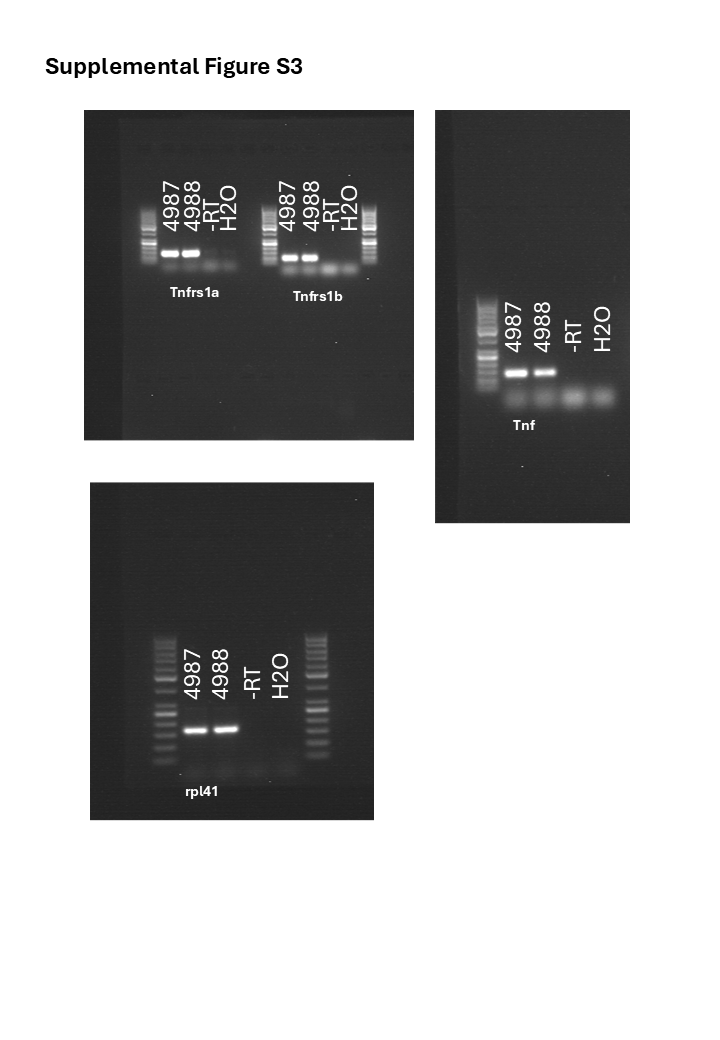 Supplemental Figure S3
4987
4988
-RT
H2O
4987
4988
-RT
H2O
Tnfrs1a
Tnfrs1b
4987
4988
-RT
H2O
Tnf
4987
4988
-RT
H2O
rpl41